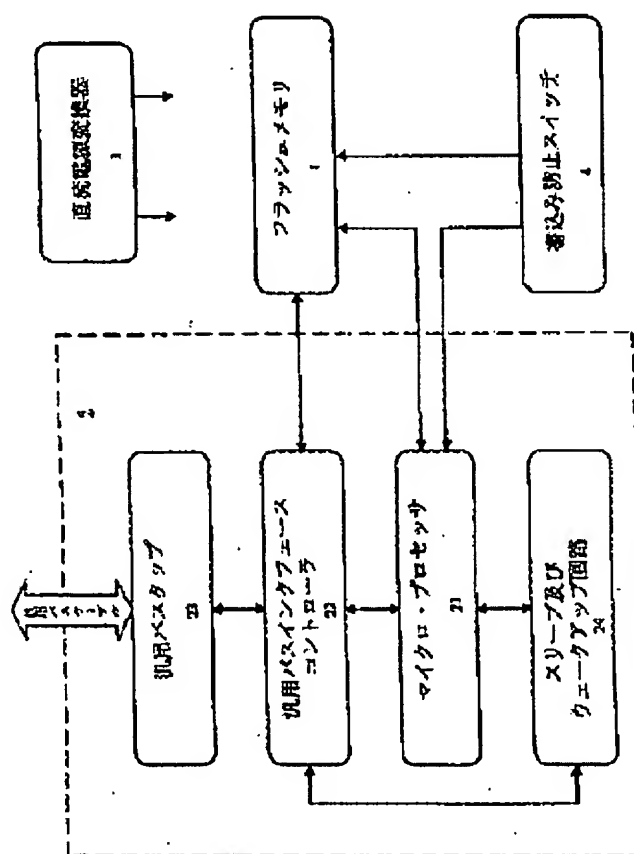 直流電源変換器
3
フラッシュメモリ
1
書込み防止スイッチ
4
2
汎用バスタップ
23
汎用バスインタフェース
コントローラ
22
マイクロ・プロセッサ
21
スリープ及び
ウェークアップ回路
24